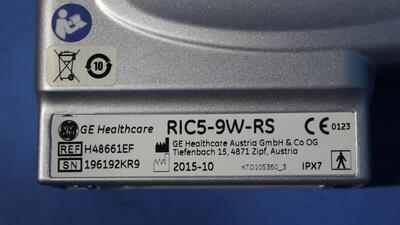 10
GE Healthcare RIC5-9W-RS CE 0123
REF H48661EF GE Healthcare Austria GmbH & Co OG
Tiefenbach 15, 4871 Zipf, Austria
SN 196192KR9 2015-10 KTD105360_3 IPX7